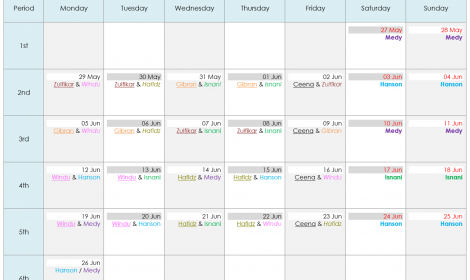 Period Monday Tuesday Wednesday Thursday Friday Saturday Sunday
27 May 28 May
1st Medy Medy
29 May 30 May 31 May 01 Jun 02 Jun 03 Jun 04 Jun
2nd Zulfikar & Windu Zulfikar & Hafidz Gibran & Isnani Gibran & Isnani Ceena & Zulfikar Hanson Hanson
05 Jun 06 Jun 07 Jun 08 Jun 09 Jun 10 Jun 11 Jun
3rd Gibran & Windu Gibran & Hafidz Zulfikar & Isnani Zulfikar & Isnani Ceena & Gibran Medy Medy
12 Jun 13 Jun 14 Jun 15 Jun 16 Jun 17 Jun 18 Jun
4th Windu & Hanson Windu & Isnani Hafidz & Medy Hafidz & Hanson Ceena & Windu Isnani Isnani
19 Jun 20 Jun 21 Jun 22 Jun 23 Jun 24 Jun 25 Jun
5th Windu & Medy Windu & Hanson Hafidz & Isnani Hafidz & Windu Ceena & Hafidz Hanson Hanson
26 Jun
Hanson / Medy
6th